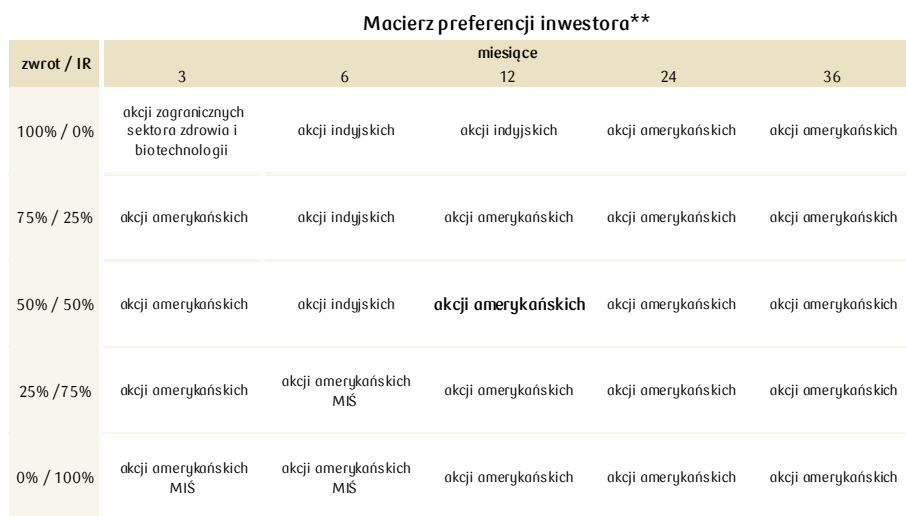 Macierz preferencji inwestora**
zwrot / IR
miesiące
3 6 12 24 36
100% / 0%
akcji zagranicznych
sektora zdrowia i
biotechnologii
akcji indyjskich
akcji indyjskich
akcji amerykańskich
akcji amerykańskich
75% / 25%
akcji amerykańskich
akcji indyjskich
akcji amerykańskich
akcji amerykańskich
akcji amerykańskich
50% / 50%
akcji amerykańskich
akcji indyjskich
akcji amerykańskich
akcji amerykańskich
akcji amerykańskich
25% /75%
akcji amerykańskich
akcji amerykańskich
MIŚ
akcji amerykańskich
akcji amerykańskich
akcji amerykańskich
0% / 100%
akcji amerykańskich
MIŚ
akcji amerykańskich
MIŚ
akcji amerykańskich
akcji amerykańskich
akcji amerykańskich